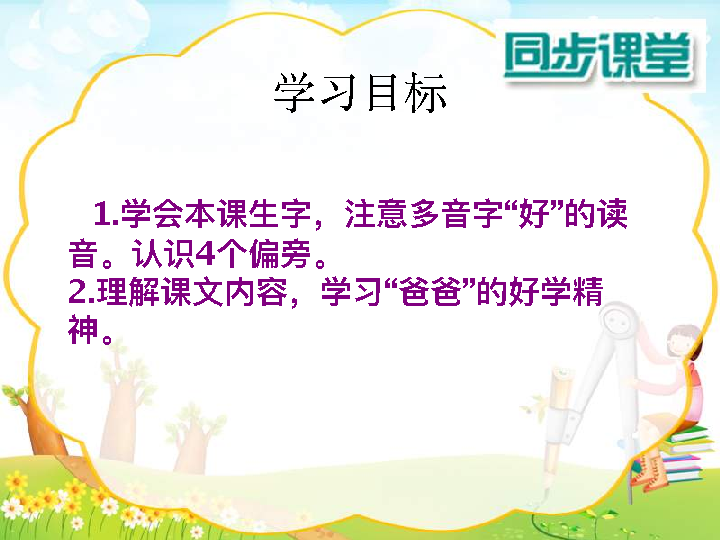 同步课堂
学习目标
1.学会本课生字，注意多音字“好”的读
音。认识4个偏旁。
2.理解课文内容，学习“爸爸”的好学精
神。